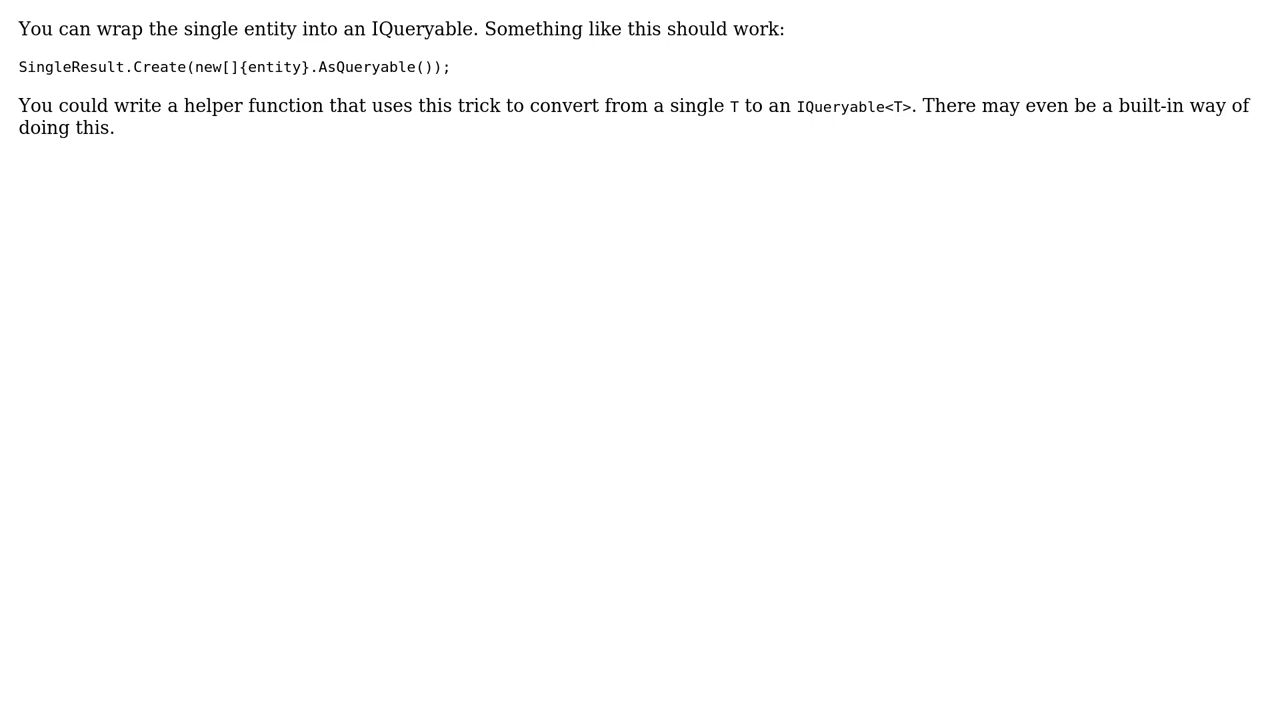 You can wrap the single entity into an IQueryable. Something like this should work:
SingleResult.Create(new[]{entity}.AsQueryable());
You could write a helper function that uses this trick to convert from a single T to an IQueryable<T>. There may even be a built-in way of
doing this.